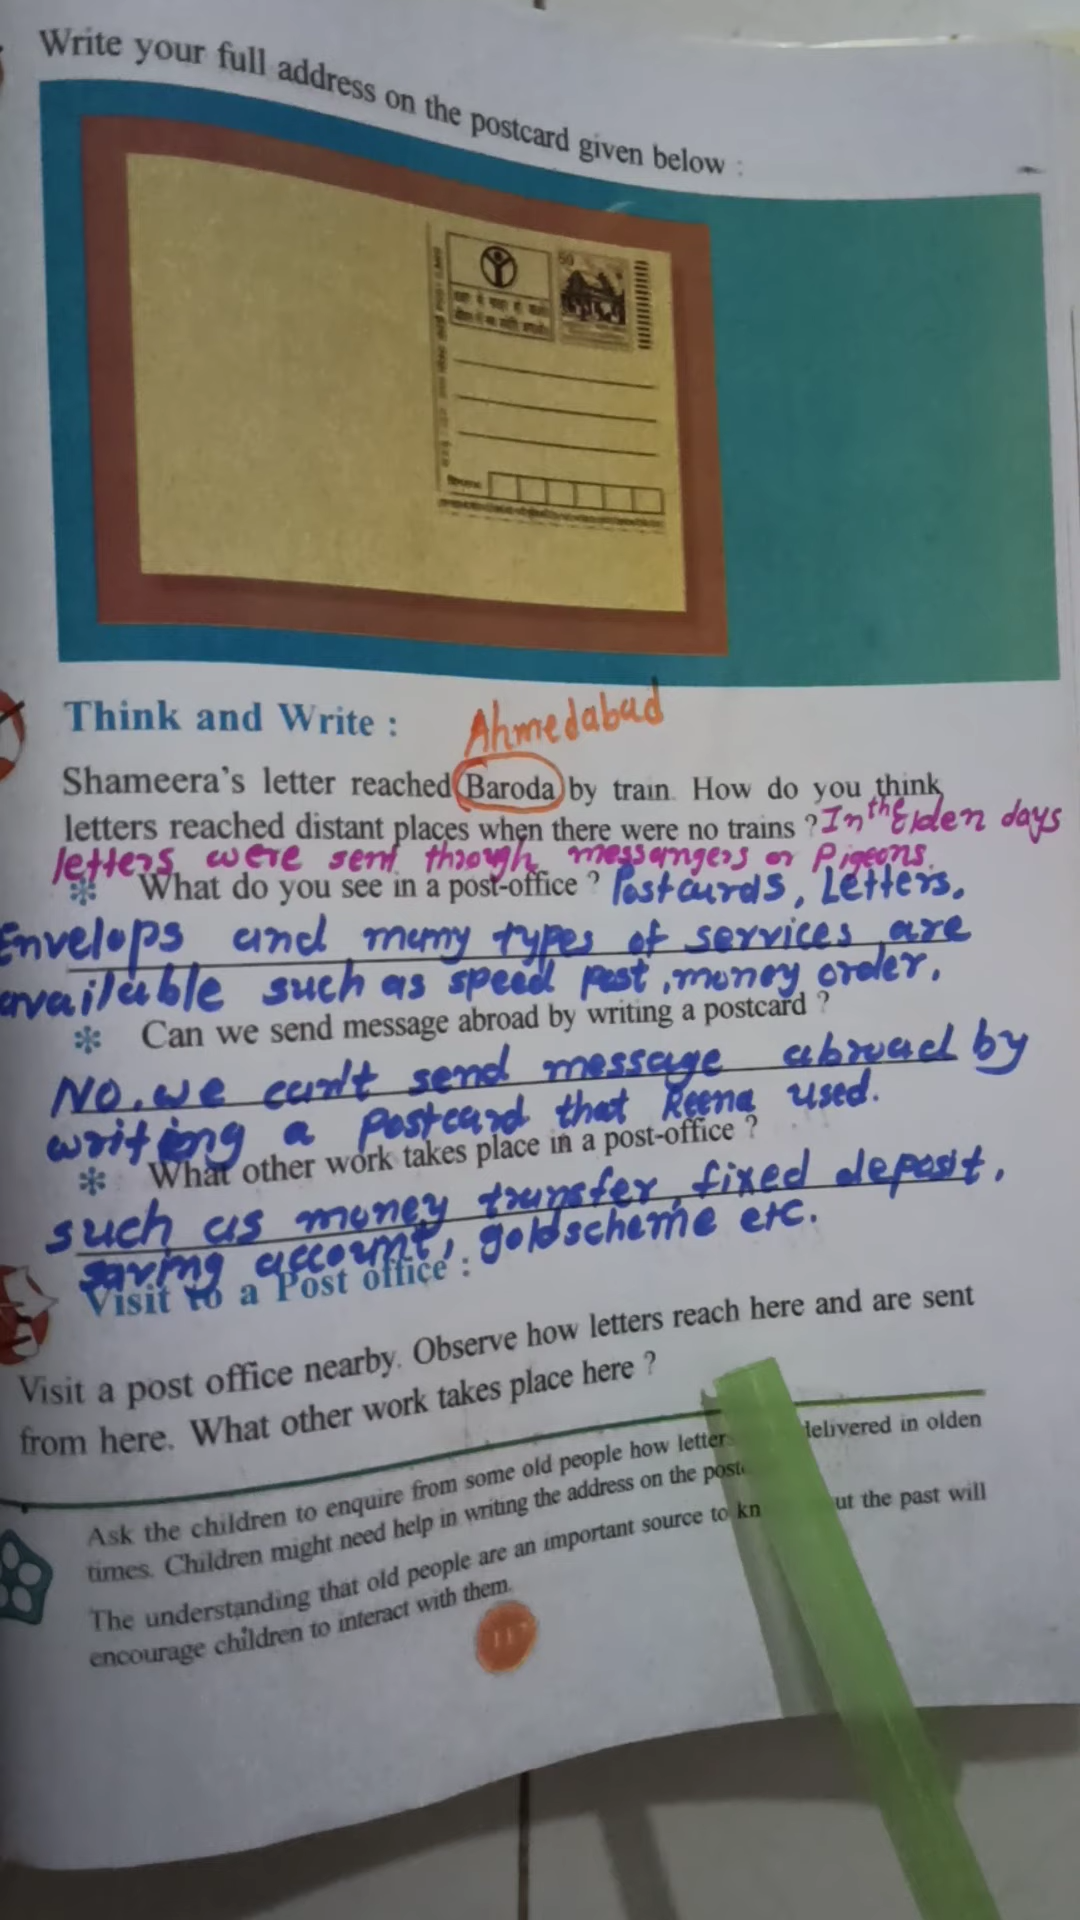 Write your full address on the postcard given below :
50
Think and Write :
Ahmedabad
Shameera's letter reached Baroda by train. How do you think
letters reached distant places when there were no trains ? In the Elden days
letters were sent through messangers or Pigeons.
What do you see in a post-office ? Postcards, Letters,
Envelops and many types of services are
available such as speed post, money order.
Can we send message abroad by writing a postcard ?
No, we can't send message abroad by
writing a postcard that Reena used.
What other work takes place in a post-office ?
such as money transfer, fixed deposit,
saving account, goldscheme etc.
Visit to a Post office :
Visit a post office nearby. Observe how letters reach here and are sent
from here. What other work takes place here ?
Ask the children to enquire from some old people how letter delivered in olden
times. Children might need help in writing the address on the
The understanding that old people are an important source to the past will
encourage children to interact with them.